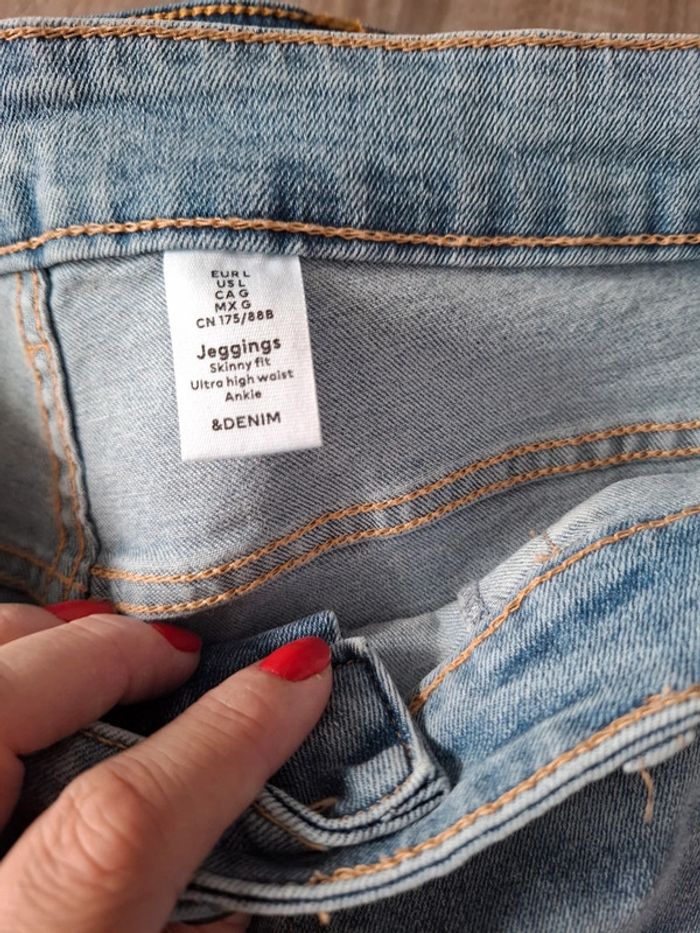 EUR L
US L
CA G
MX G
CN 175/88B
Jeggings
Skinny fit
Ultra high waist
Ankle
&DENIM